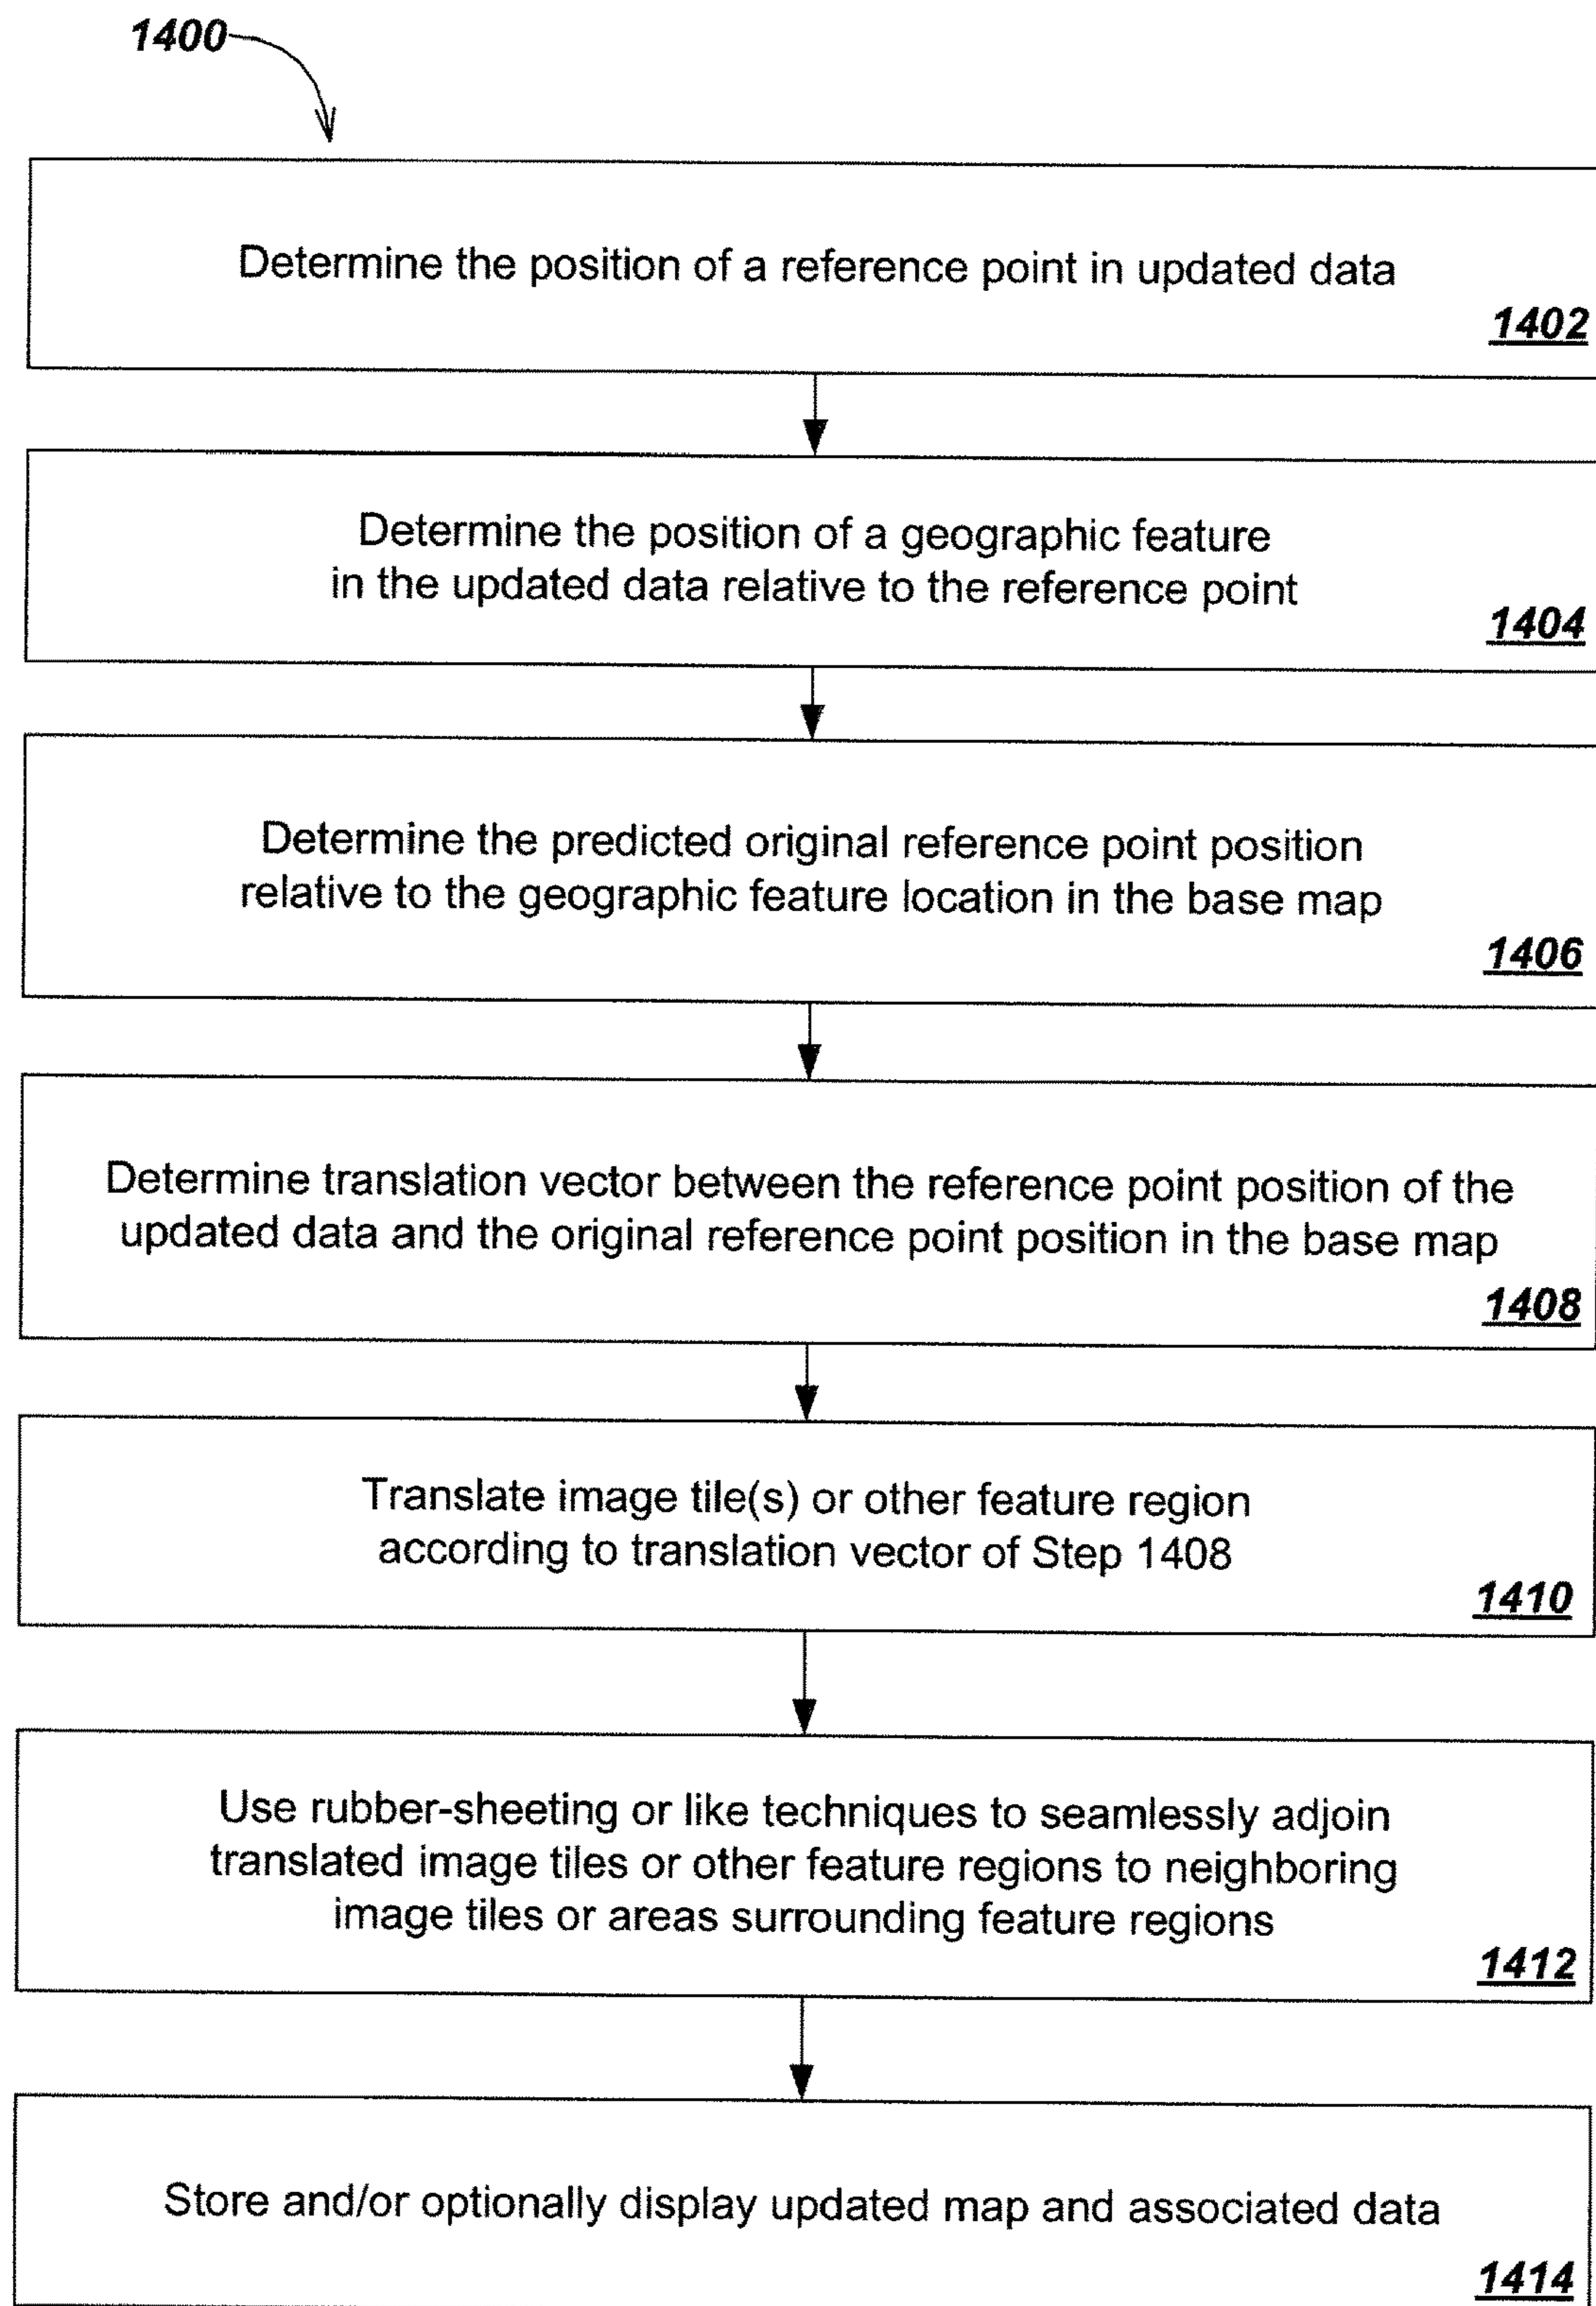 1400
Determine the position of a reference point in updated data
1402
Determine the position of a geographic feature
in the updated data relative to the reference point
1404
Determine the predicted original reference point position
relative to the geographic feature location in the base map
1406
Determine translation vector between the reference point position of the
updated data and the original reference point position in the base map
1408
Translate image tile(s) or other feature region
according to translation vector of Step 1408
1410
Use rubber-sheeting or like techniques to seamlessly adjoin
translated image tiles or other feature regions to neighboring
image tiles or areas surrounding feature regions
1412
Store and/or optionally display updated map and associated data
1414